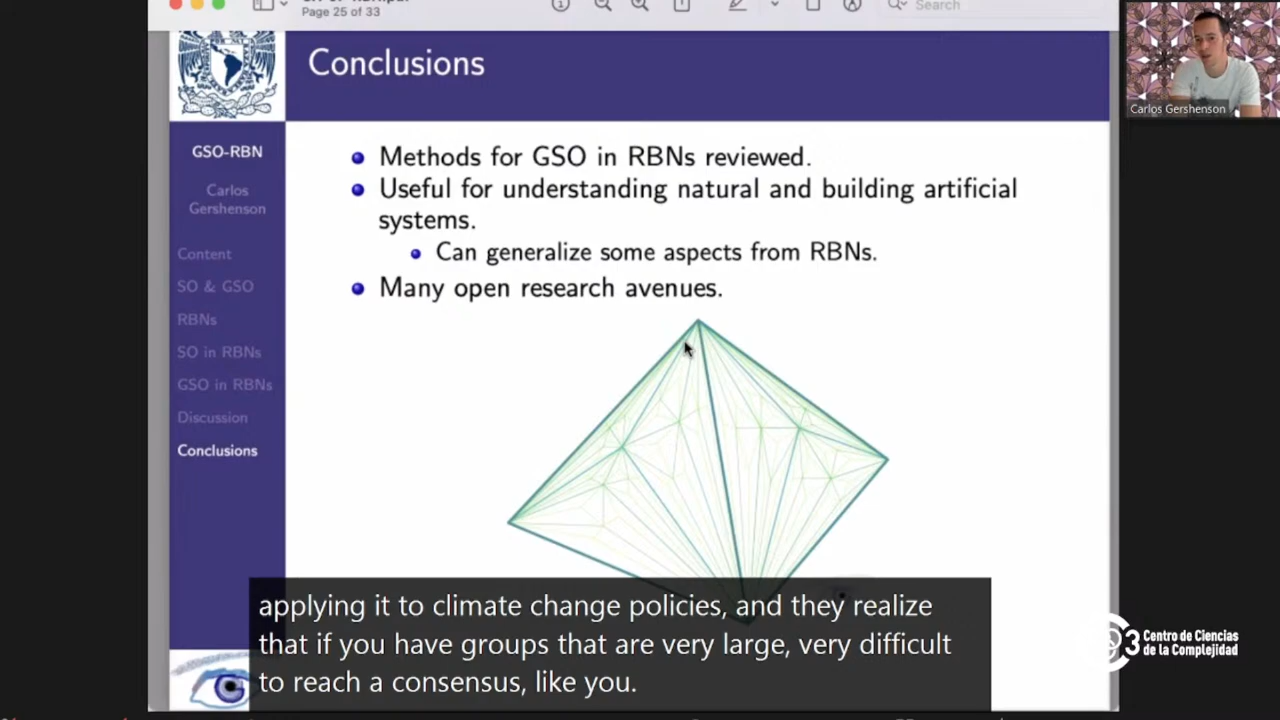 Page 25 of 33
Search
Conclusions
Carlos Gershenson
GSO-RBN
Carlos
Gershenson
Content
SO & GSO
RBNs
SO in RBNs
GSO in RBNs
Discussion
Conclusions
Methods for GSO in RBNs reviewed.
Useful for understanding natural and building artificial
systems.
Can generalize some aspects from RBNs.
Many open research avenues.
applying it to climate change policies, and they realize
that if you have groups that are very large, very difficult
to reach a consensus, like you.
3 Centro de Ciencias
de la Complejidad